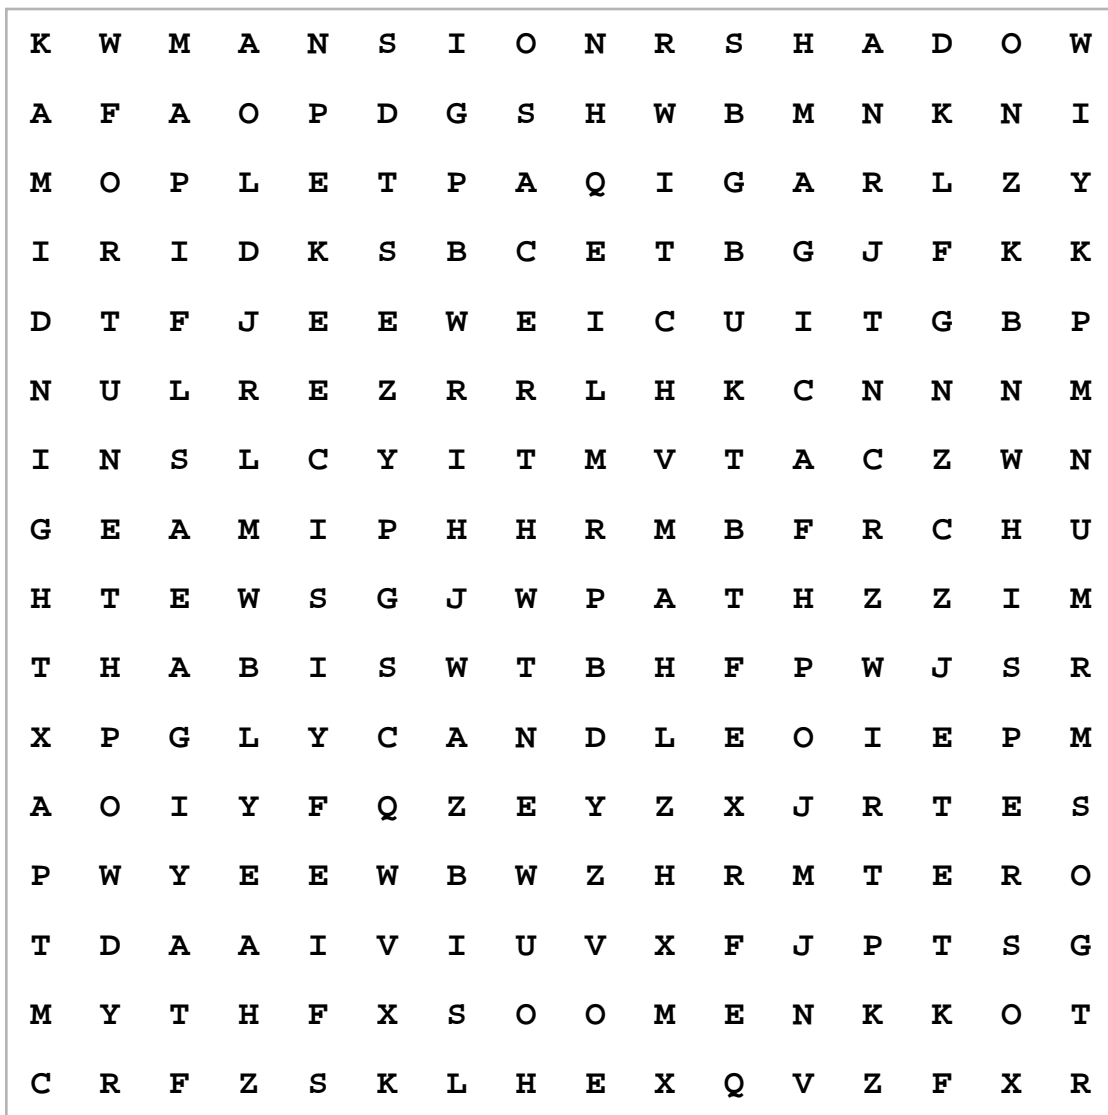 K W M A N S I O N R S H A D O W
A F A O P D G S H W B M N K N I
M O P L E T P A Q I G A R L Z Y
I R I D K S B C E T B G J F K K
D T F J E E W E I C U I T G B P
N U L R E Z R R L H K C N N N M
I N S L C Y I T M V T A C Z W N
G E A M I P H H R M B F R C H U
H T E W S G J W P A T H Z Z I M
T H A B I S W T B H F P W J S R
X P G L Y C A N D L E O I E P M
A O I Y F Q Z E Y Z X J R T E S
P W Y E E W B W Z H R M T E R O
T D A A I V I U V X F J P T S G
M Y T H F X S O O M E N K K O T
C R F Z S K L H E X Q V Z F X R